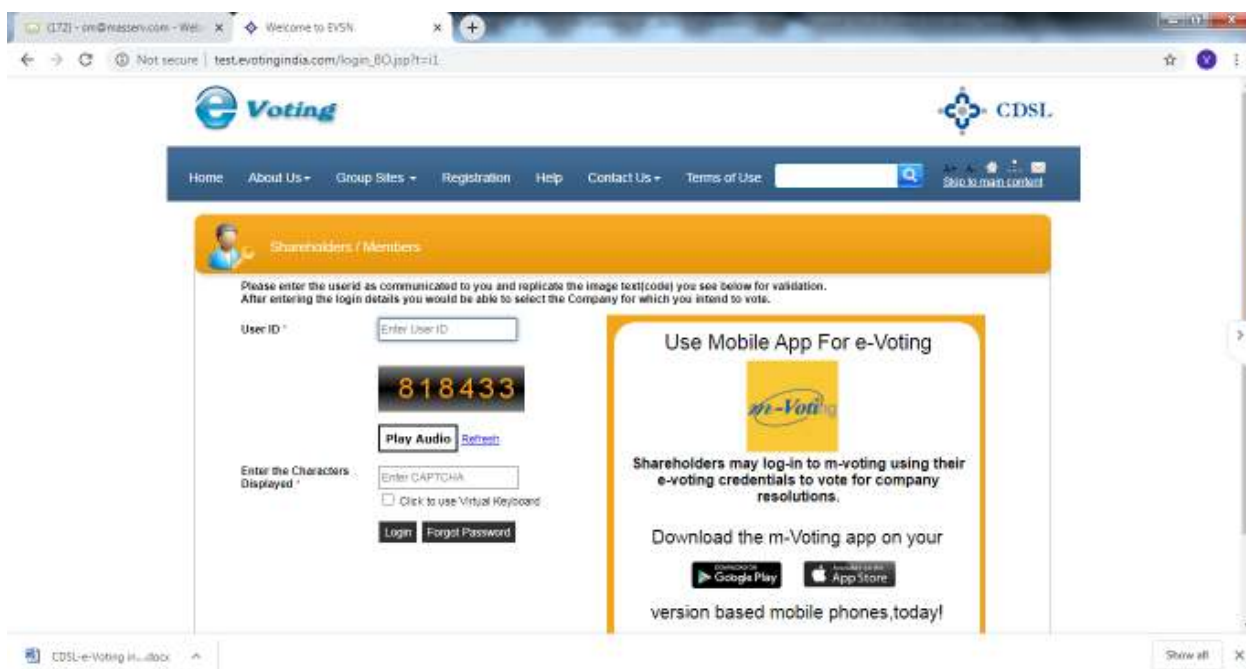 (172) - om@masserv.com - Wel
Welcome to EVSN
Not secure | test.evotingindia.com/login_BO.jsp?t=i1
V
e Voting
CDSL
Home About Us Group Sites Registration Help Contact Us Terms of Use
Skip to main content
Shareholders / Members
Please enter the userid as communicated to you and replicate the image text(code) you see below for validation.
After entering the login details you would be able to select the Company for which you intend to vote.
User ID *
Enter User ID
818433
Play Audio Refresh
Enter the Characters
Displayed *
Enter CAPTCHA
Click to use Virtual Keyboard
Login Forgot Password
Use Mobile App For e-Voting
m-Voting
Shareholders may log-in to m-voting using their
e-voting credentials to vote for company
resolutions.
Download the m-Voting app on your
Google Play
App Store
version based mobile phones,today!
CDSL-e-Voting in....docx
Show all